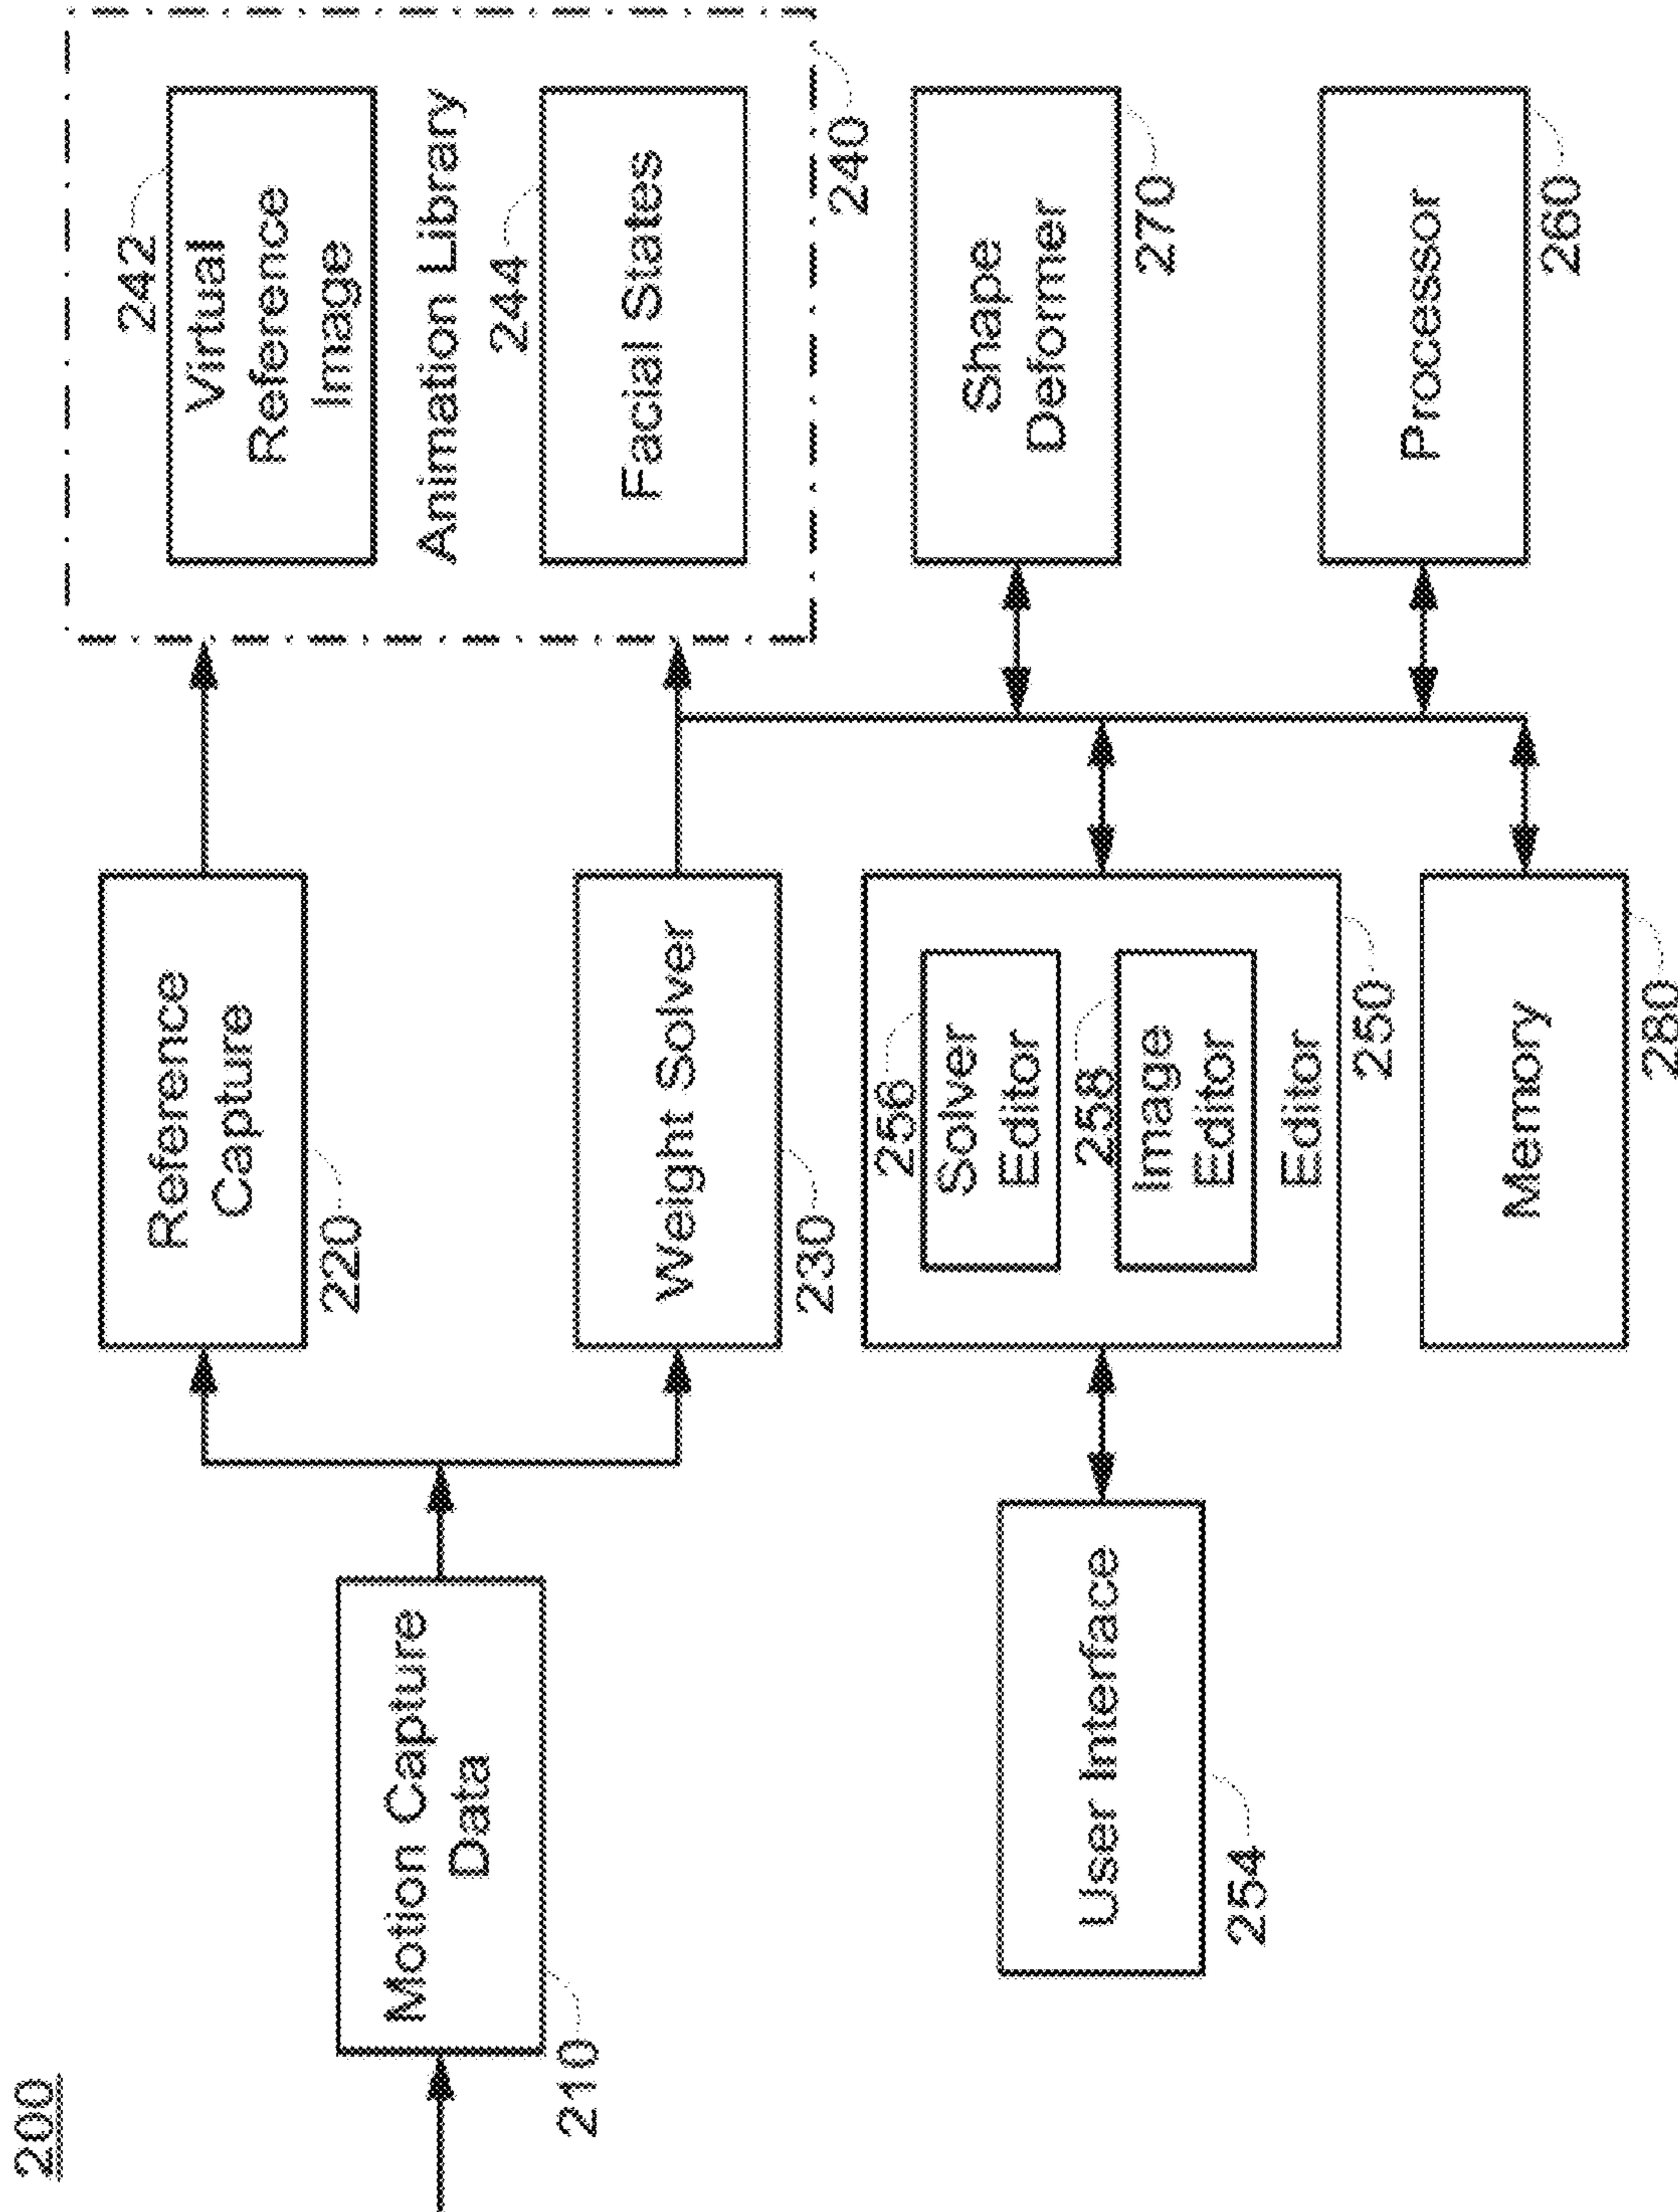 200
Motion Capture
Data
210
Reference
Capture
220
Weight Solver
230
242
Virtual
Reference
Image
Animation Library
244
Facial States
240
User Interface
254
256
Solver
Editor
258
Image
Editor
Editor
250
Memory
280
Shape
Deformer
270
Processor
260